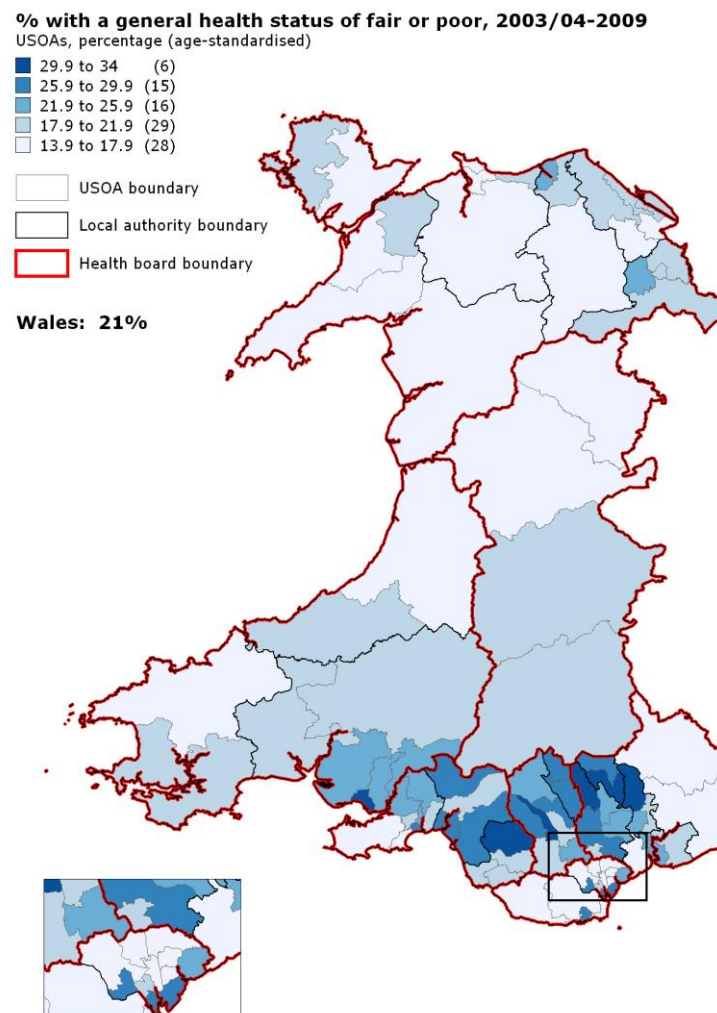 % with a general health status of fair or poor, 2003/04-2009
USOAs, percentage (age-standardised)
29.9 to 34 (6)
25.9 to 29.9 (15)
21.9 to 25.9 (16)
17.9 to 21.9 (29)
13.9 to 17.9 (28)
USOA boundary
Local authority boundary
Health board boundary
Wales: 21%